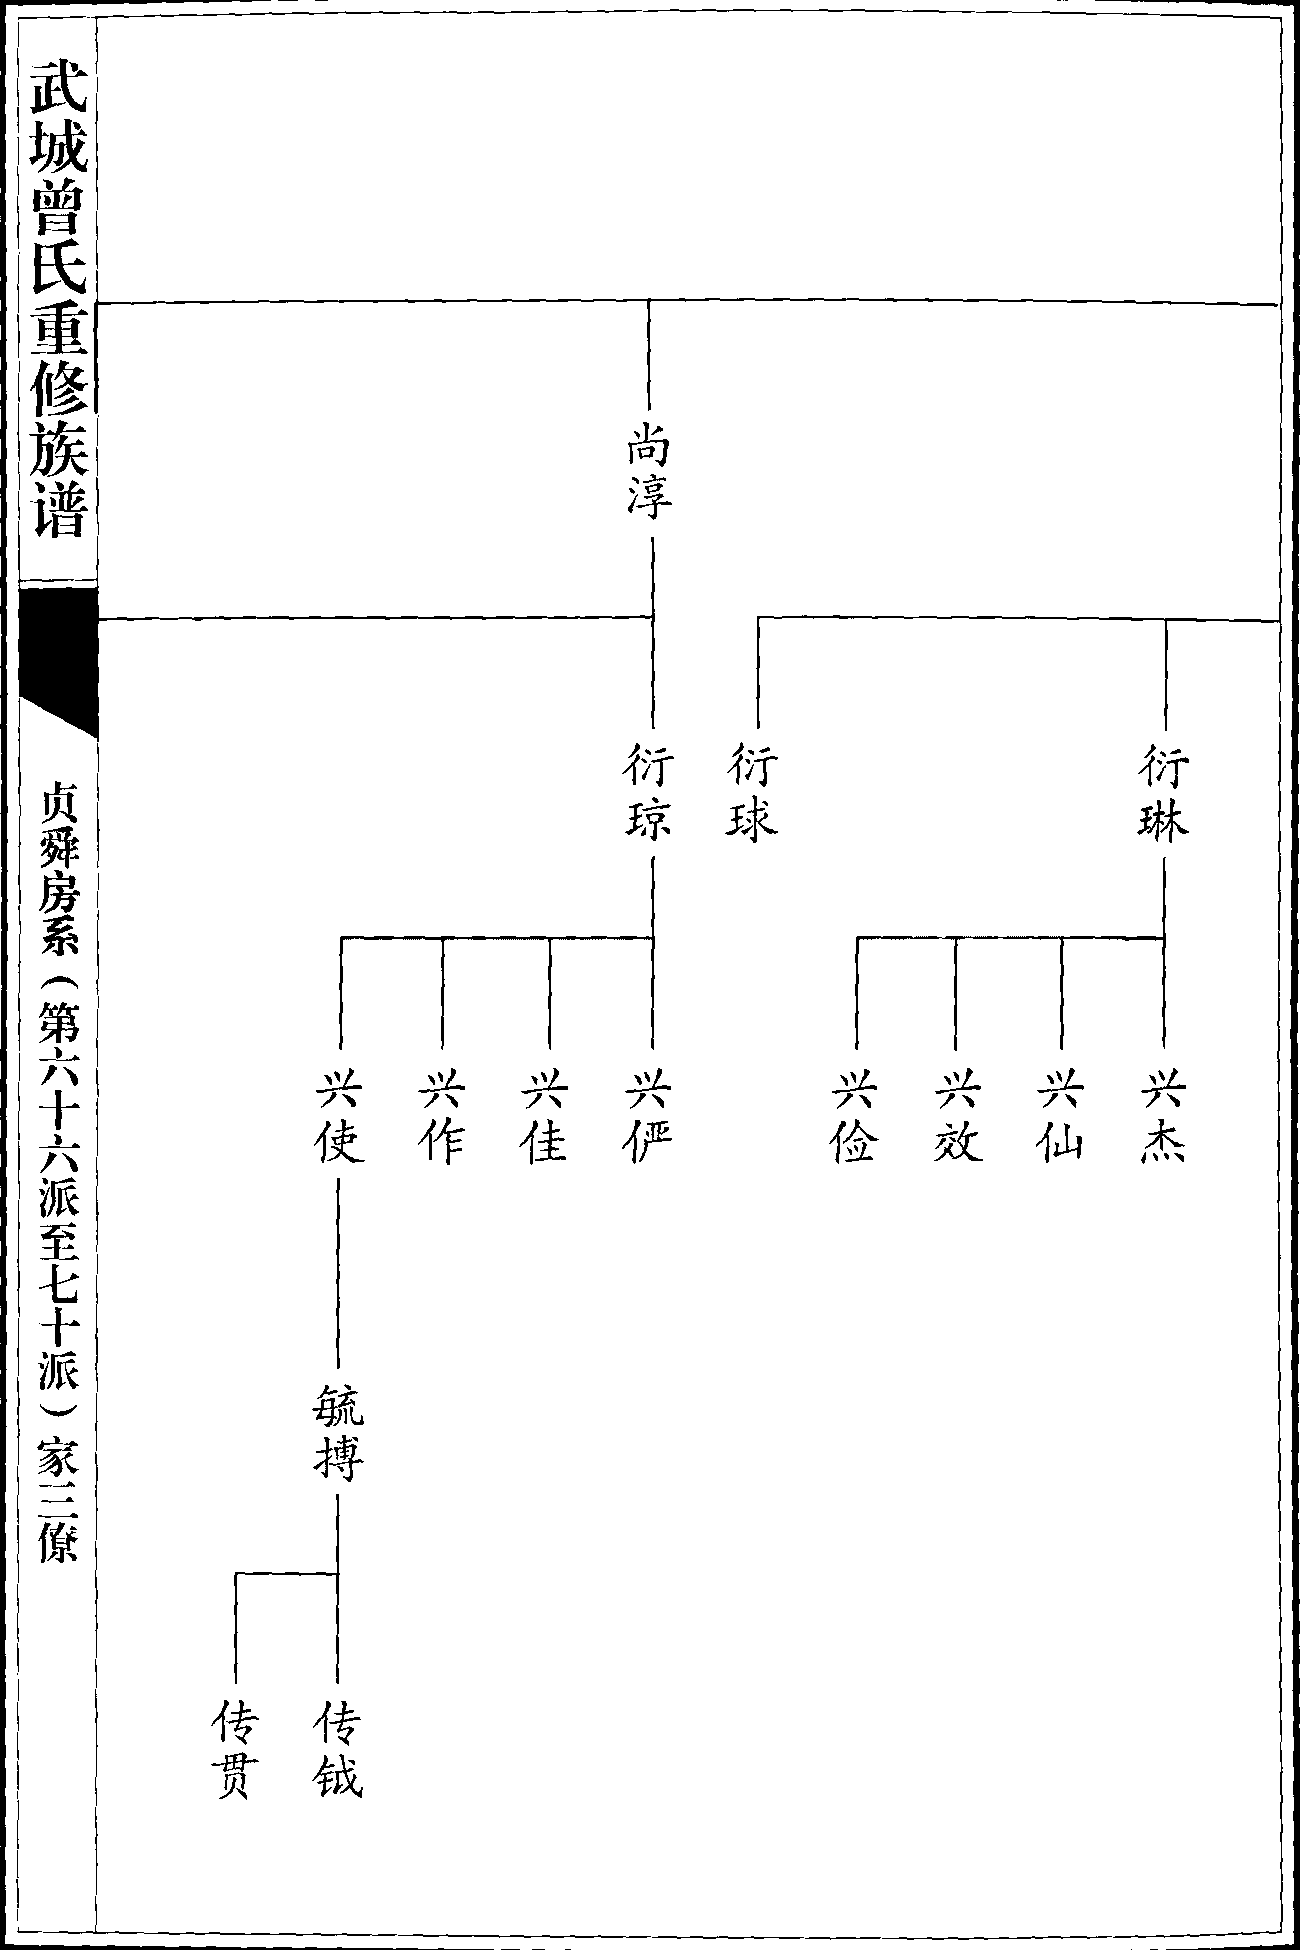 武城曾氏重修族谱
贞舜房系（第六十六派至七十派）家三僚
尚淳
衍琳
衍球
衍琼
兴杰
兴仙
兴效
兴俭
兴俨
兴佳
兴作
兴使
毓搏
传钺
传贯